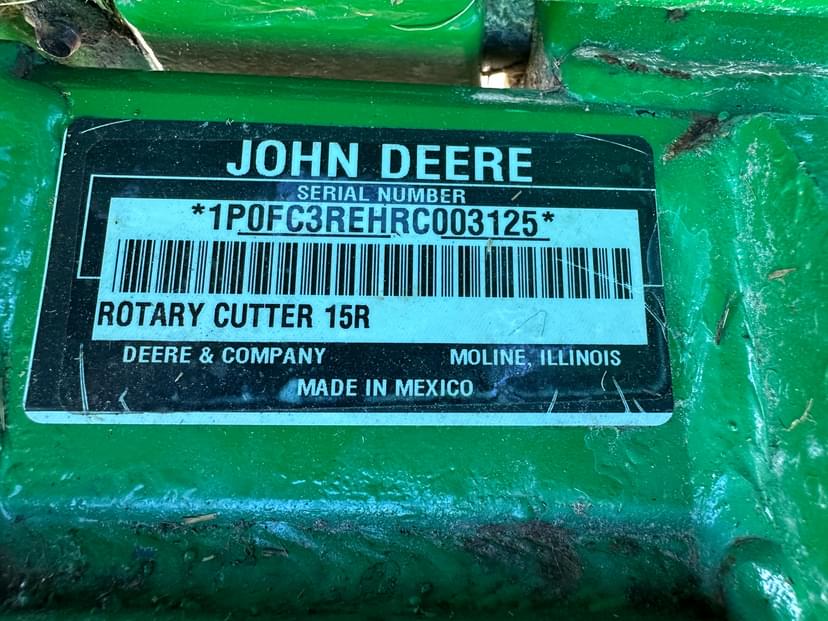 JOHN DEERE
SERIAL NUMBER
*1P0FC3REHRC003125*
ROTARY CUTTER 15R
DEERE & COMPANY MOLINE, ILLINOIS
MADE IN MEXICO